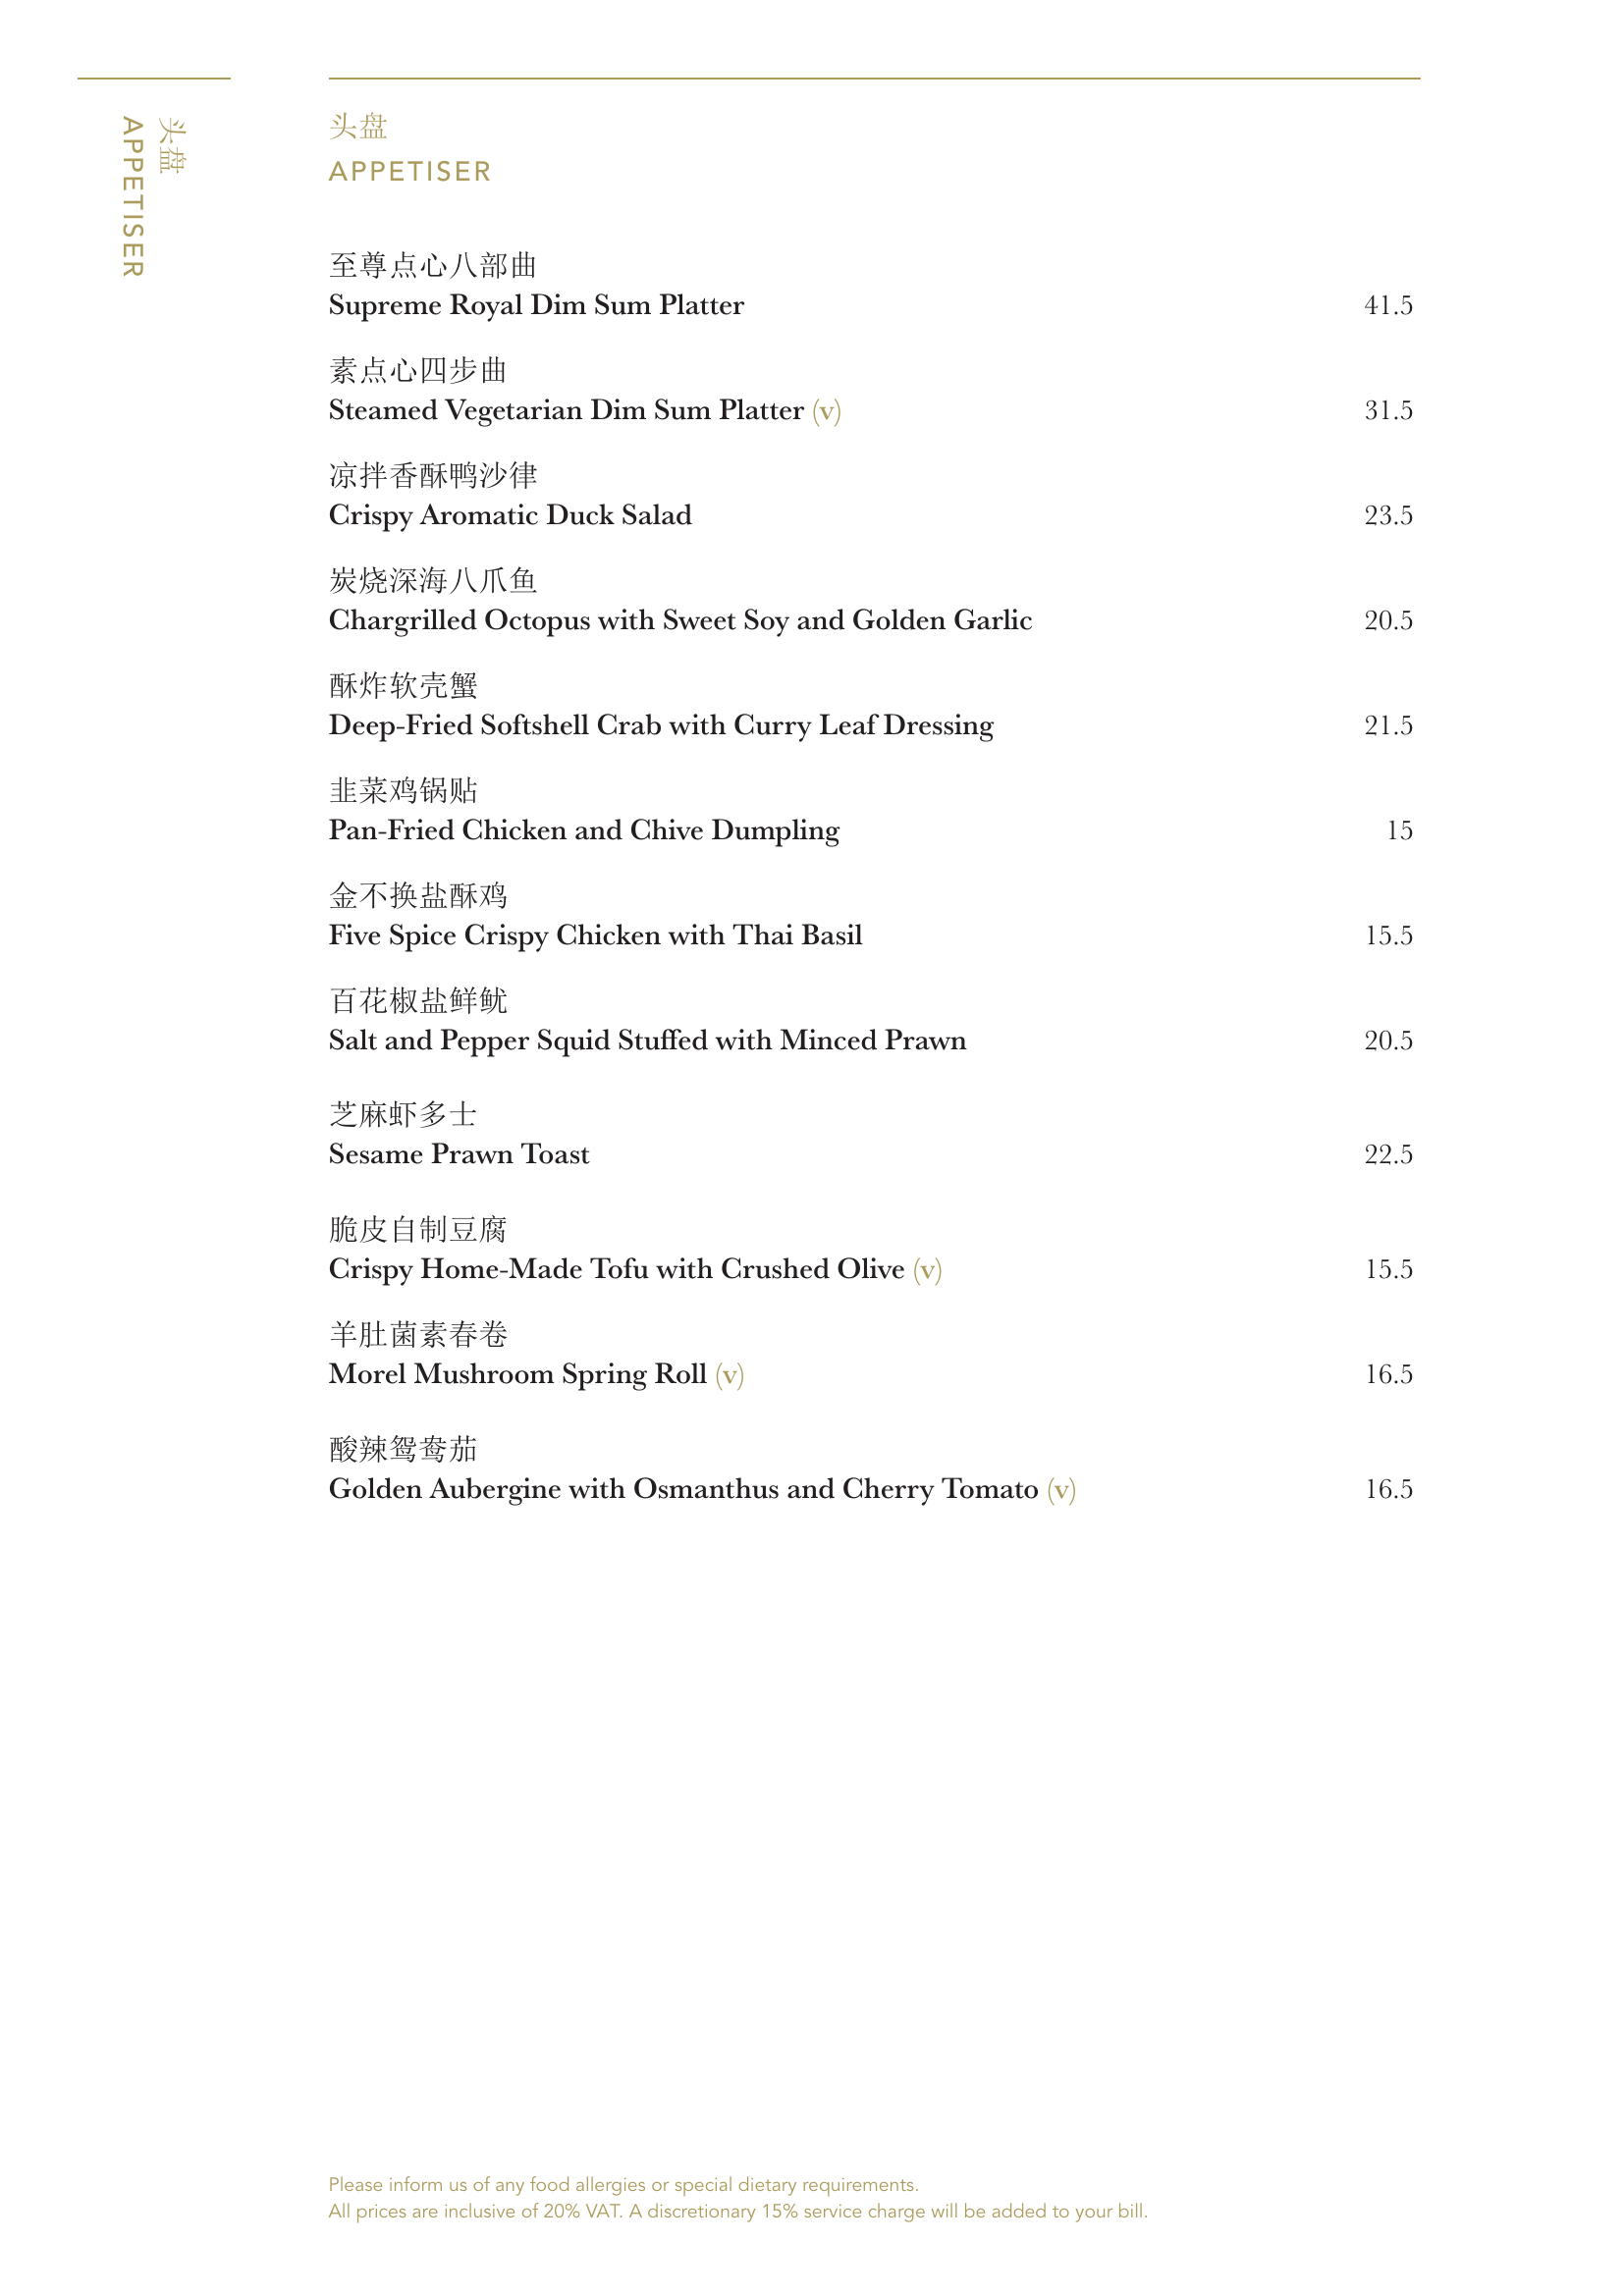 头盘
APPETISER
头盘
APPETISER
至尊点心八部曲
Supreme Royal Dim Sum Platter 41.5
素点心四步曲
Steamed Vegetarian Dim Sum Platter (v) 31.5
凉拌香酥鸭沙律
Crispy Aromatic Duck Salad 23.5
炭烧深海八爪鱼
Chargrilled Octopus with Sweet Soy and Golden Garlic 20.5
酥炸软壳蟹
Deep-Fried Softshell Crab with Curry Leaf Dressing 21.5
韭菜鸡锅贴
Pan-Fried Chicken and Chive Dumpling 15
金不换盐酥鸡
Five Spice Crispy Chicken with Thai Basil 15.5
百花椒盐鲜鱿
Salt and Pepper Squid Stuffed with Minced Prawn 20.5
芝麻虾多士
Sesame Prawn Toast 22.5
脆皮自制豆腐
Crispy Home-Made Tofu with Crushed Olive (v) 15.5
羊肚菌素春卷
Morel Mushroom Spring Roll (v) 16.5
酸辣鸳鸯茄
Golden Aubergine with Osmanthus and Cherry Tomato (v) 16.5
Please inform us of any food allergies or special dietary requirements.
All prices are inclusive of 20% VAT. A discretionary 15% service charge will be added to your bill.